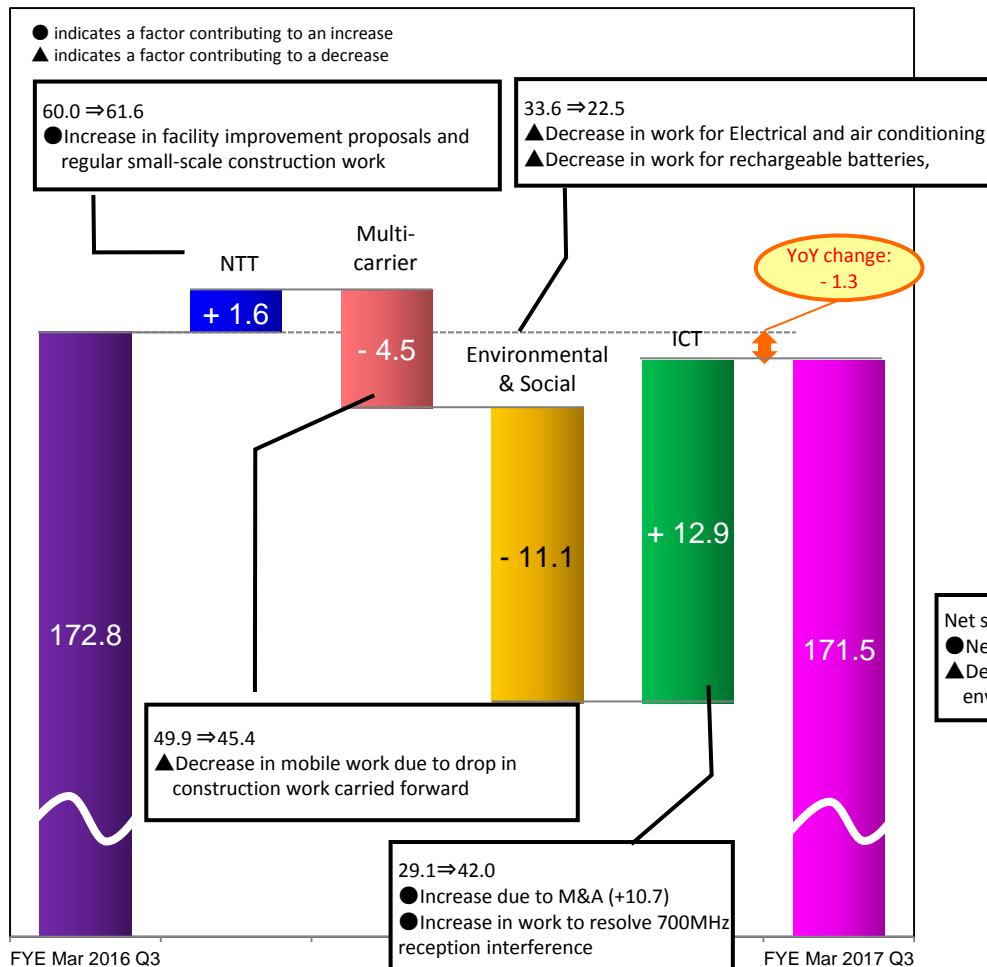 ● indicates a factor contributing to an increase
▲ indicates a factor contributing to a decrease
60.0 ⇒61.6
●Increase in facility improvement proposals and
regular small-scale construction work
33.6 ⇒22.5
▲Decrease in work for Electrical and air conditioning
▲Decrease in work for rechargeable batteries,
NTT
Multi-
carrier
YoY change:
- 1.3
+ 1.6
- 4.5
Environmental
& Social
ICT
- 11.1
+ 12.9
172.8
171.5
Net
●
▲
49.9 ⇒45.4
▲Decrease in mobile work due to drop in
construction work carried forward
29.1⇒42.0
●Increase due to M&A (+10.7)
●Increase in work to resolve 700MHz
reception interference
FYE Mar 2016 Q3
FYE Mar 2017 Q3